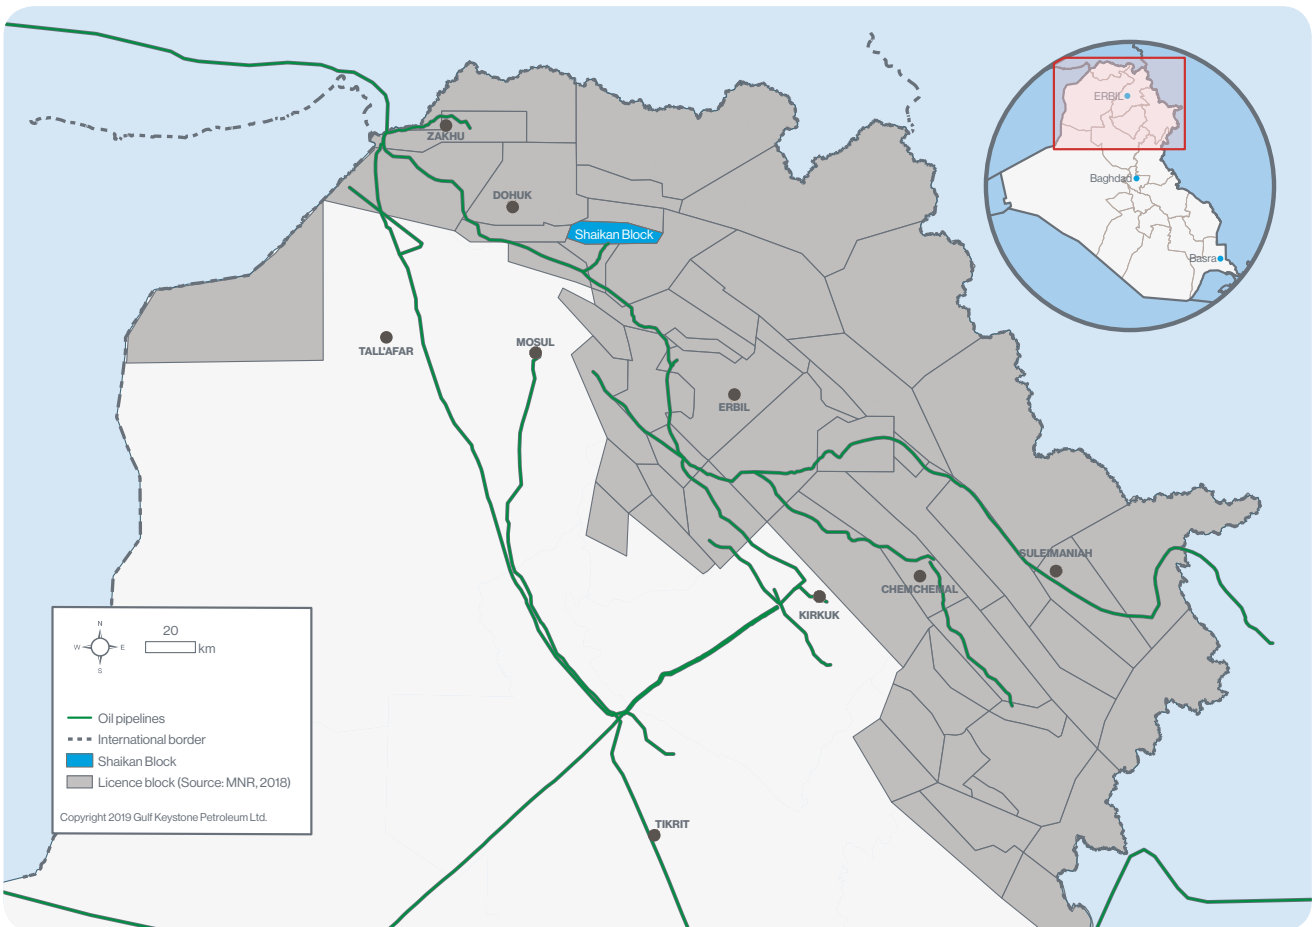 ZAKHU
DOHUK
Shaikan Block
TALL'AFAR
MOSUL
ERBIL
SULEIMANIAH
CHEMCHEMAL
KIRKUK
TIKRIT
ERBIL
Baghdad
Basra
N
W
E
S
20
km
Oil pipelines
International border
Shaikan Block
Licence block (Source: MNR, 2018)
Copyright 2019 Gulf Keystone Petroleum Ltd.